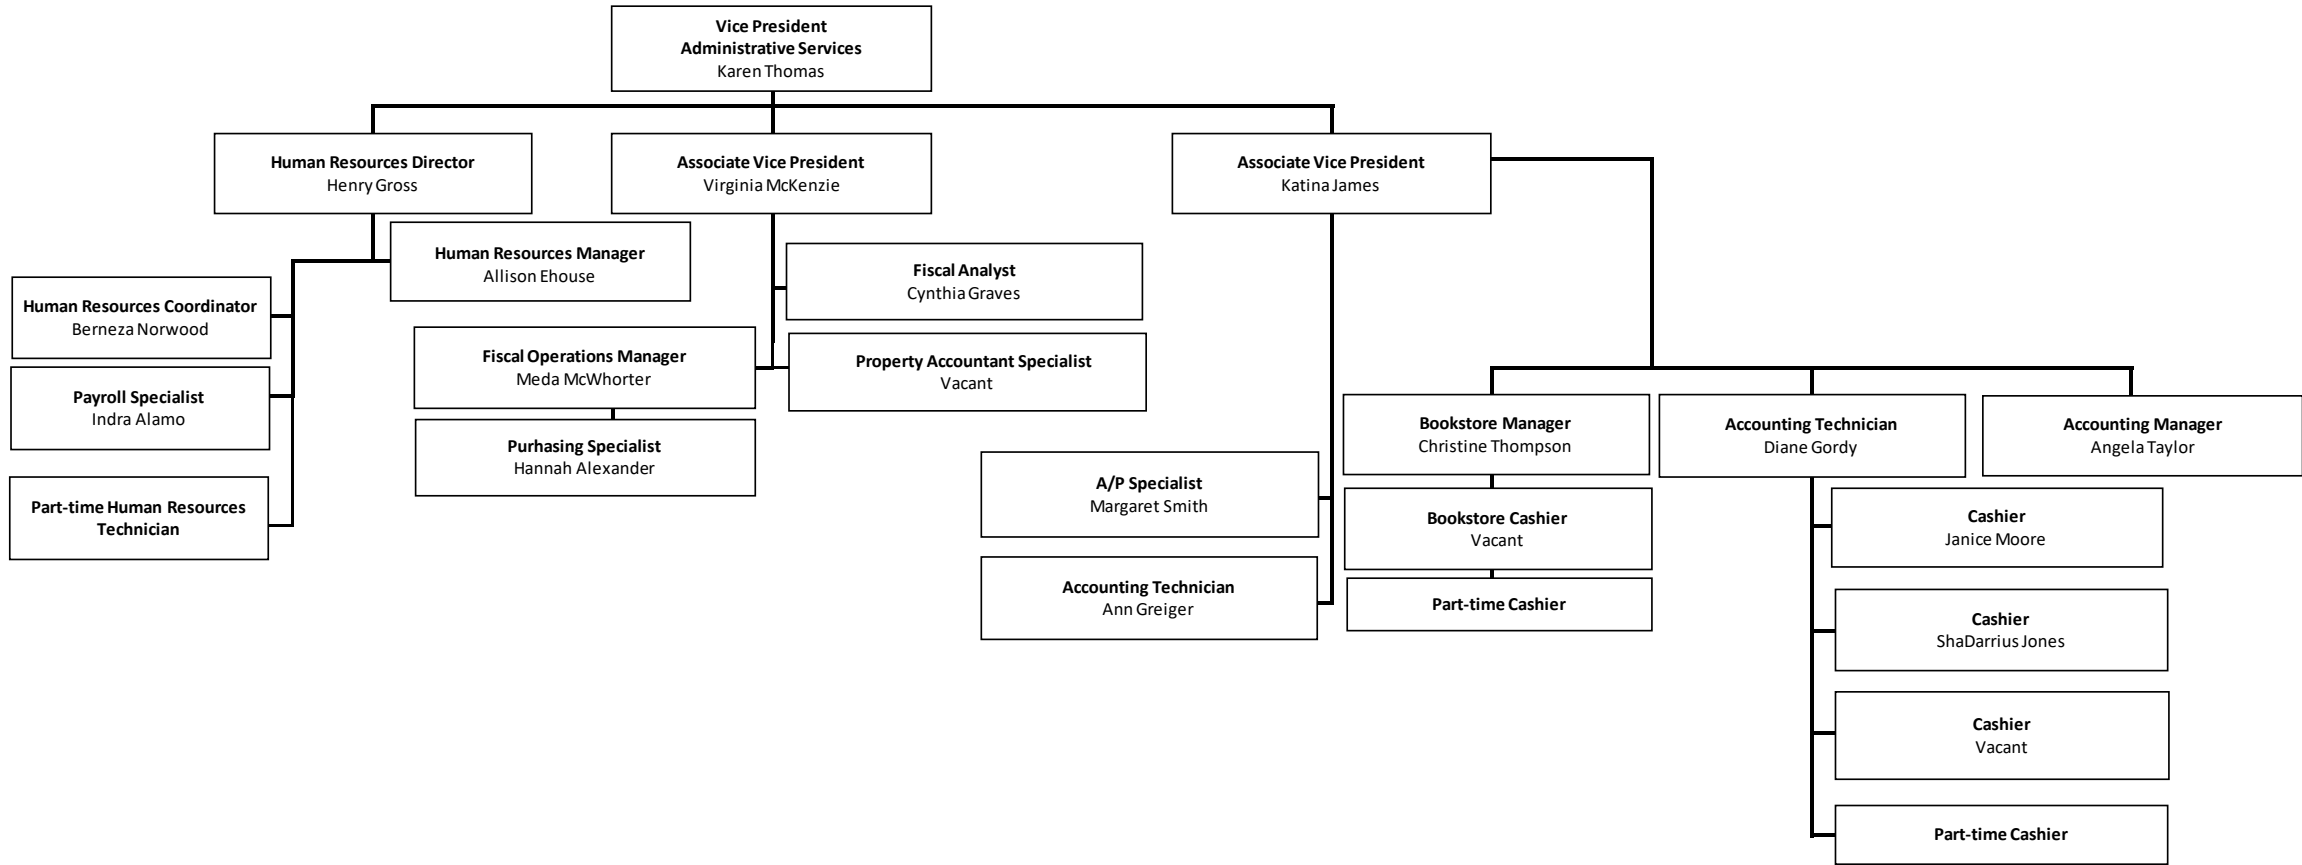 Vice President
Administrative Services
Karen Thomas
Human Resources Director
Henry Gross
Associate Vice President
Virginia McKenzie
Associate Vice President
Katina James
Human Resources Manager
Allison Ehouse
Human Resources Coordinator
Berneza Norwood
Payroll Specialist
Indra Alamo
Part-time Human Resources
Technician
Fiscal Analyst
Cynthia Graves
Fiscal Operations Manager
Meda McWhorter
Property Accountant Specialist
Vacant
Purhasing Specialist
Hannah Alexander
A/P Specialist
Margaret Smith
Accounting Technician
Ann Greiger
Bookstore Manager
Christine Thompson
Bookstore Cashier
Vacant
Part-time Cashier
Accounting Technician
Diane Gordy
Accounting Manager
Angela Taylor
Cashier
Janice Moore
Cashier
ShaDarrius Jones
Cashier
Vacant
Part-time Cashier